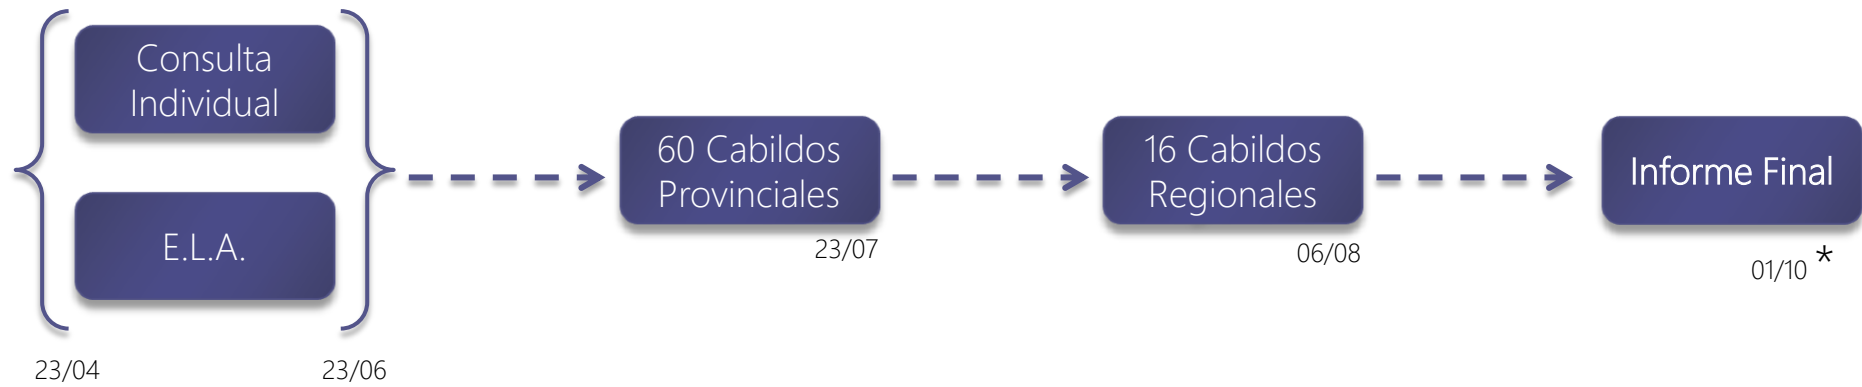 Consulta
Individual
E.L.A.
23/04
23/06
60 Cabildos
Provinciales
23/07
16 Cabildos
Regionales
06/08
Informe Final
01/10 *